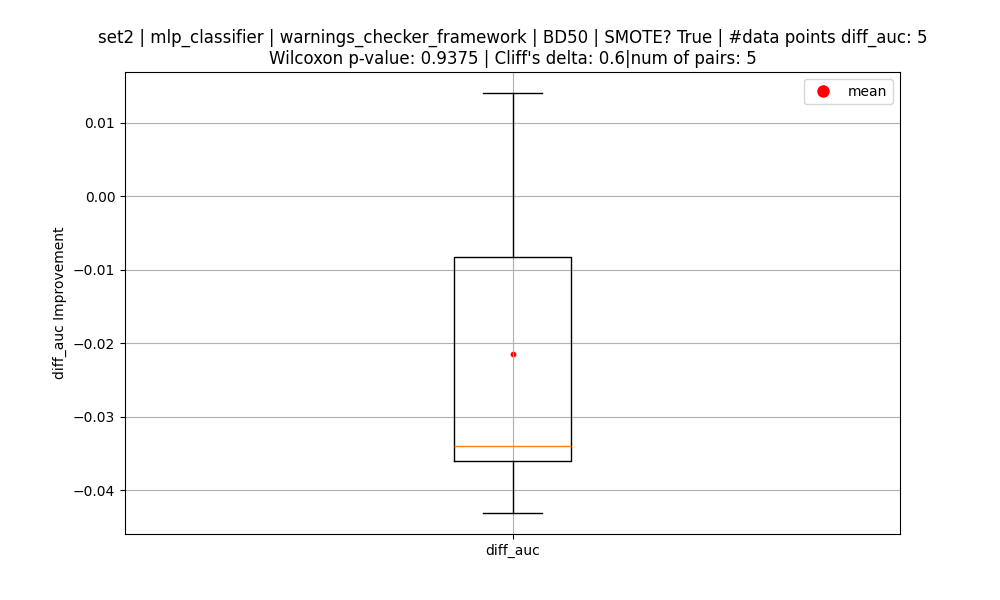 set2 | mlp_classifier | warnings_checker_framework | BD50 | SMOTE? True | #data points diff_auc: 5
Wilcoxon p-value: 0.9375 | Cliff's delta: 0.6|num of pairs: 5
mean
0.01
0.00
−0.01
−0.02
−0.03
−0.04
diff_auc Improvement
diff_auc